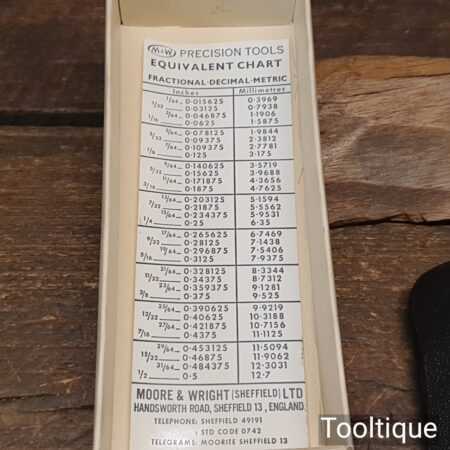 M&W PRECISION TOOLS
EQUIVALENT CHART
FRACTIONAL·DECIMAL·METRIC
Inches Millimetres
1/64 0·015625 0·3969
1/32 0·03125 0·7938
3/64 0·046875 1·1906
1/16 0·0625 1·5875
5/64 0·078125 1·9844
3/32 0·09375 2·3812
7/64 0·109375 2·7781
1/8 0·125 3·175
9/64 0·140625 3·5719
5/32 0·15625 3·9688
11/64 0·171875 4·3656
3/16 0·1875 4·7625
13/64 0·203125 5·1594
7/32 0·21875 5·5562
15/64 0·234375 5·9531
1/4 0·25 6·35
17/64 0·265625 6·7469
9/32 0·28125 7·1438
19/64 0·296875 7·5406
5/16 0·3125 7·9375
21/64 0·328125 8·3344
11/32 0·34375 8·7312
23/64 0·359375 9·1281
3/8 0·375 9·525
25/64 0·390625 9·9219
13/32 0·40625 10·3188
27/64 0·421875 10·7156
7/16 0·4375 11·1125
29/64 0·453125 11·5094
15/32 0·46875 11·9062
31/64 0·484375 12·3031
1/2 0·5 12·7
MOORE & WRIGHT (SHEFFIELD) LTD
HANDSWORTH ROAD, SHEFFIELD 13, ENGLAND
TELEPHONE: SHEFFIELD 49191
: STD CODE 0742
TELEGRAMS: MOORITE SHEFFIELD 13
Tooltique